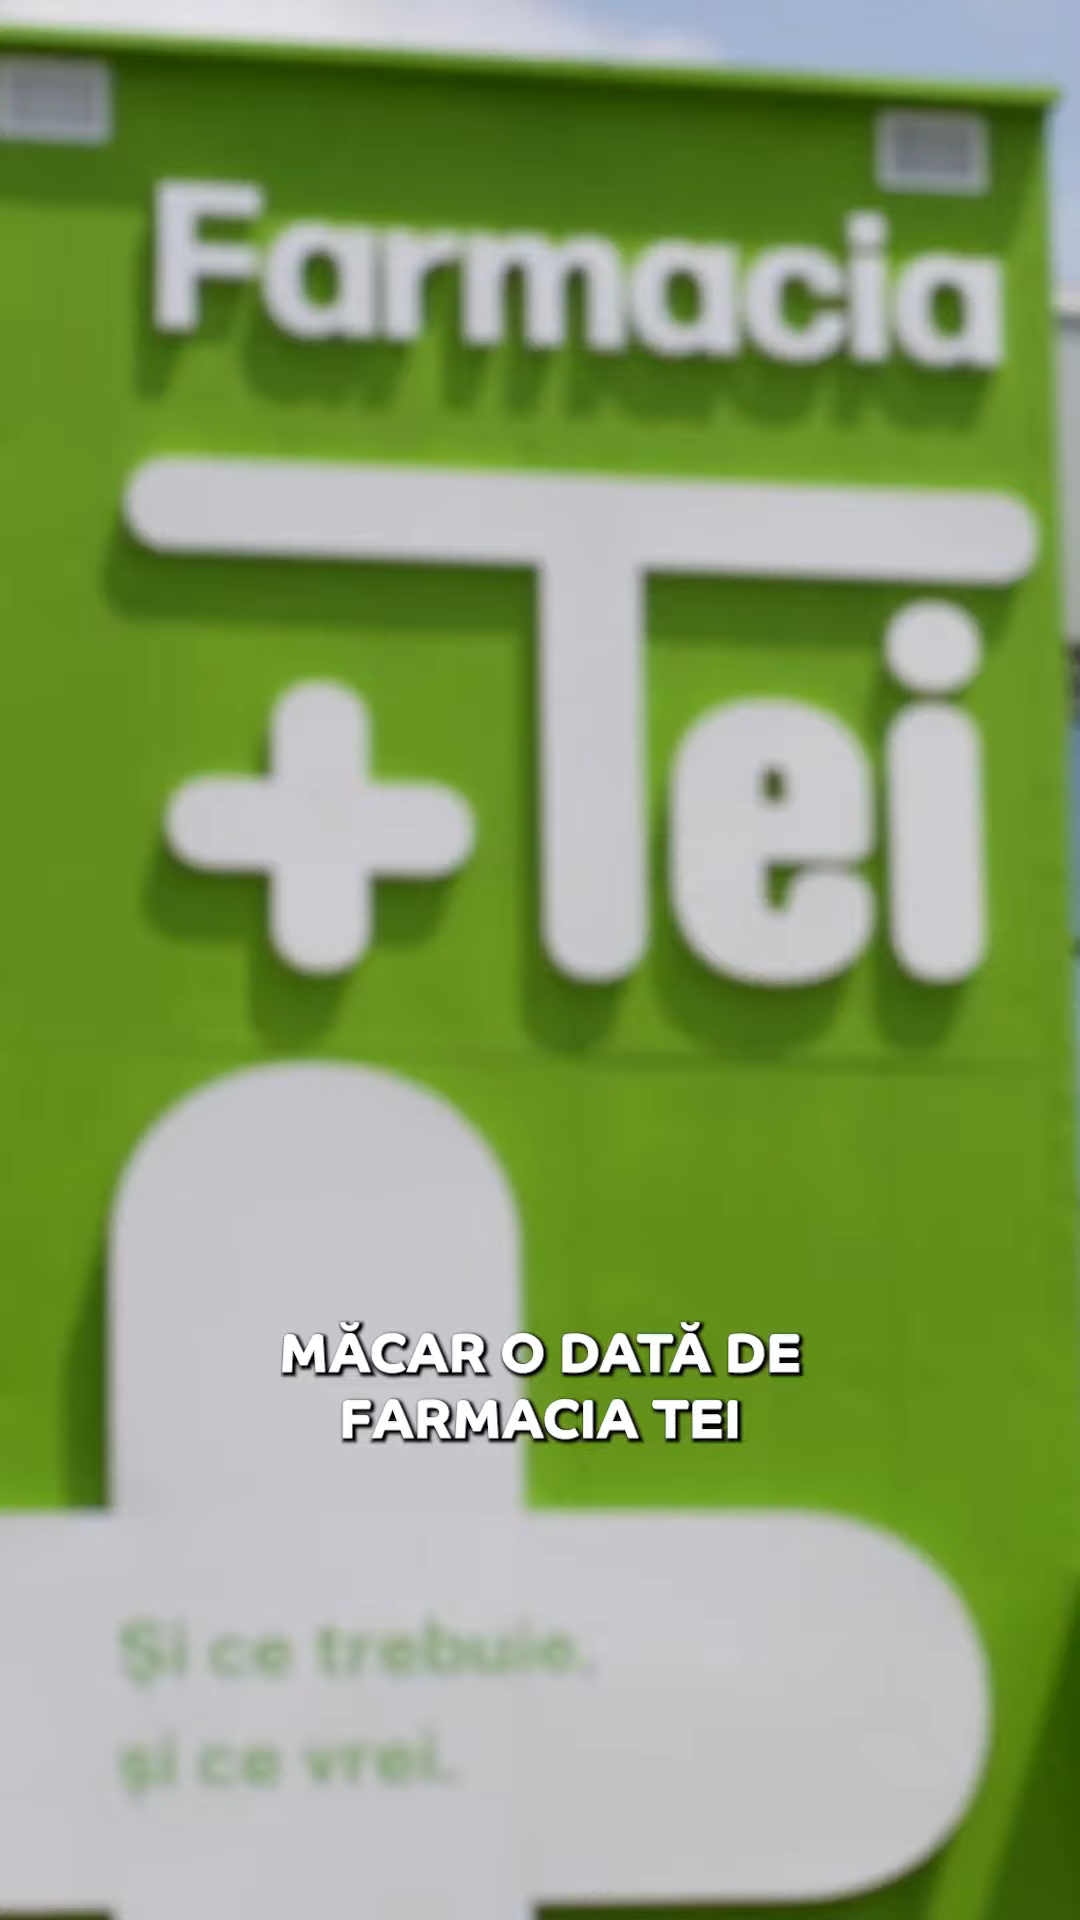 Farmacia
Tei
MĂCAR O DATĂ DE
FARMACIA TEI
Și ce trebuie,
și ce vrei.